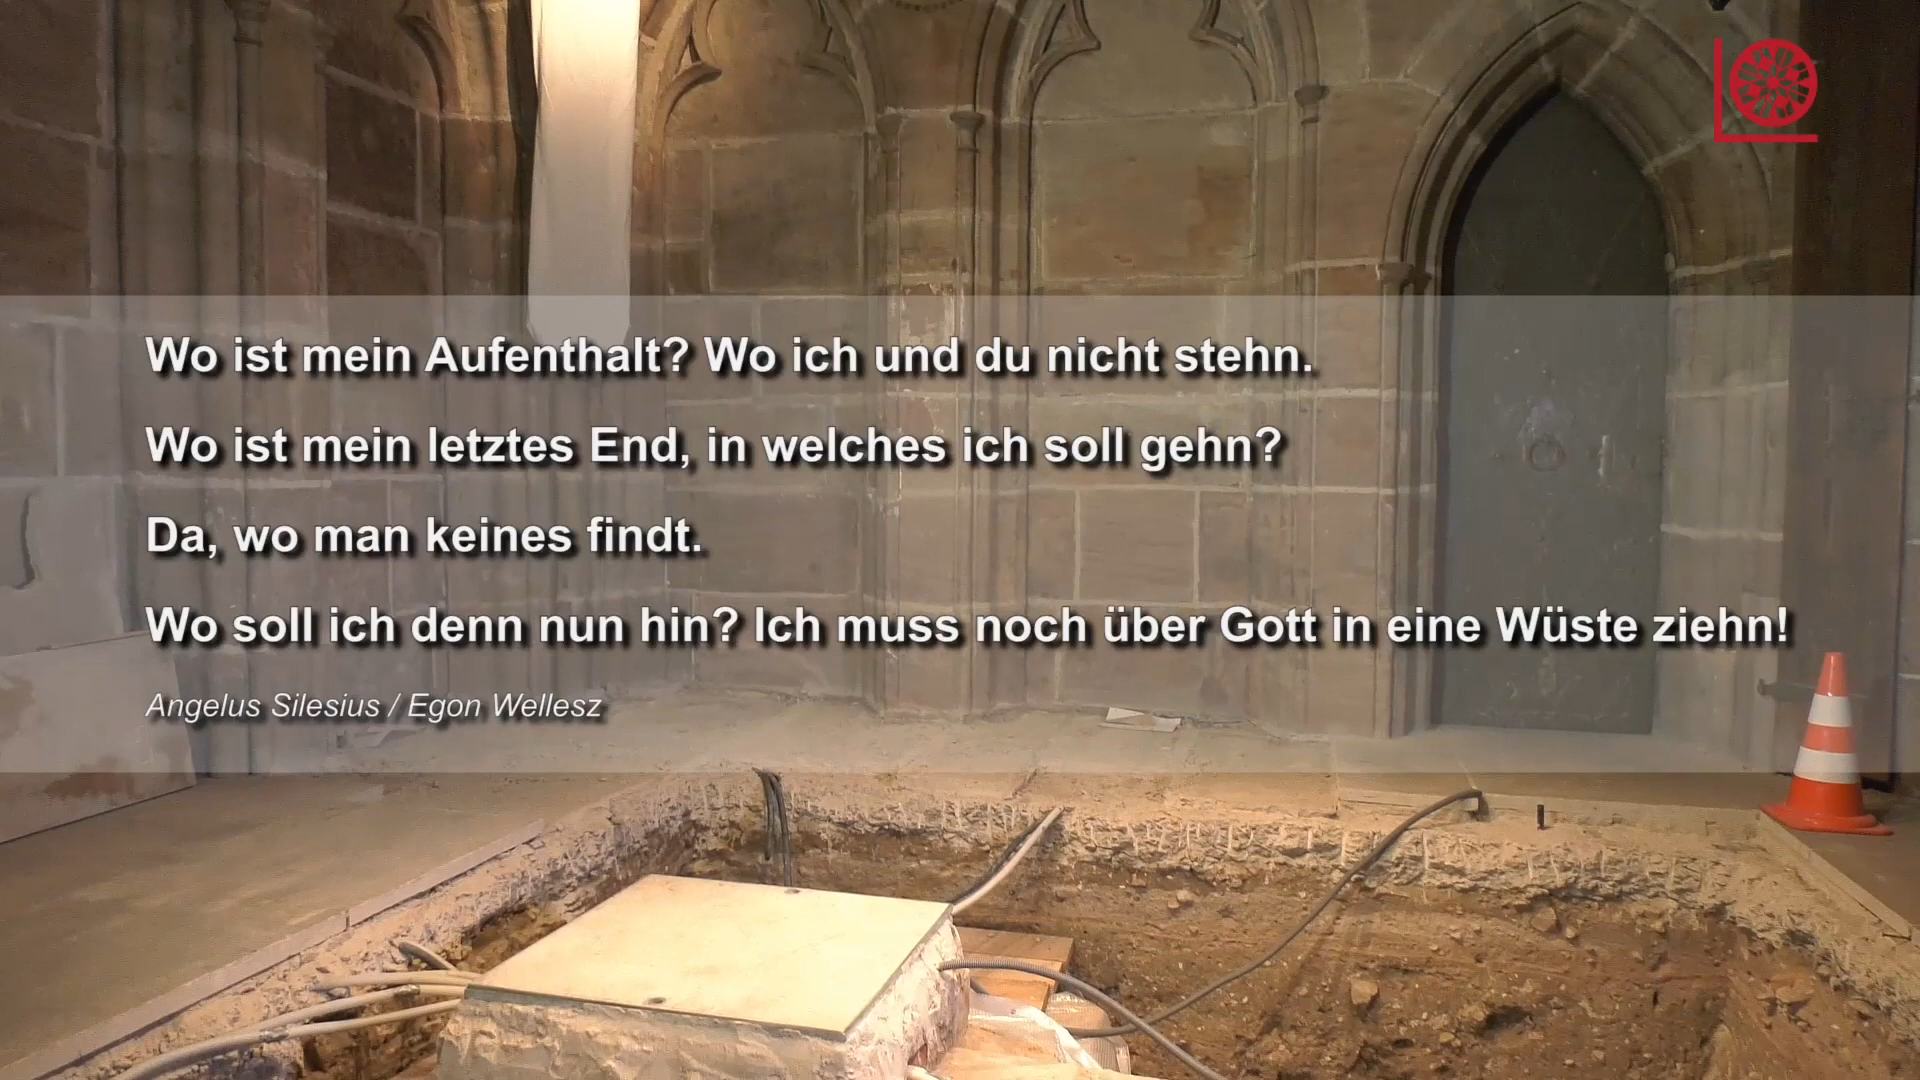 Wo ist mein Aufenthalt? Wo ich und du nicht stehn.
Wo ist mein letztes End, in welches ich soll gehn?
Da, wo man keines findt.
Wo soll ich denn nun hin? Ich muss noch über Gott in eine Wüste ziehn!
Angelus Silesius / Egon Wellesz